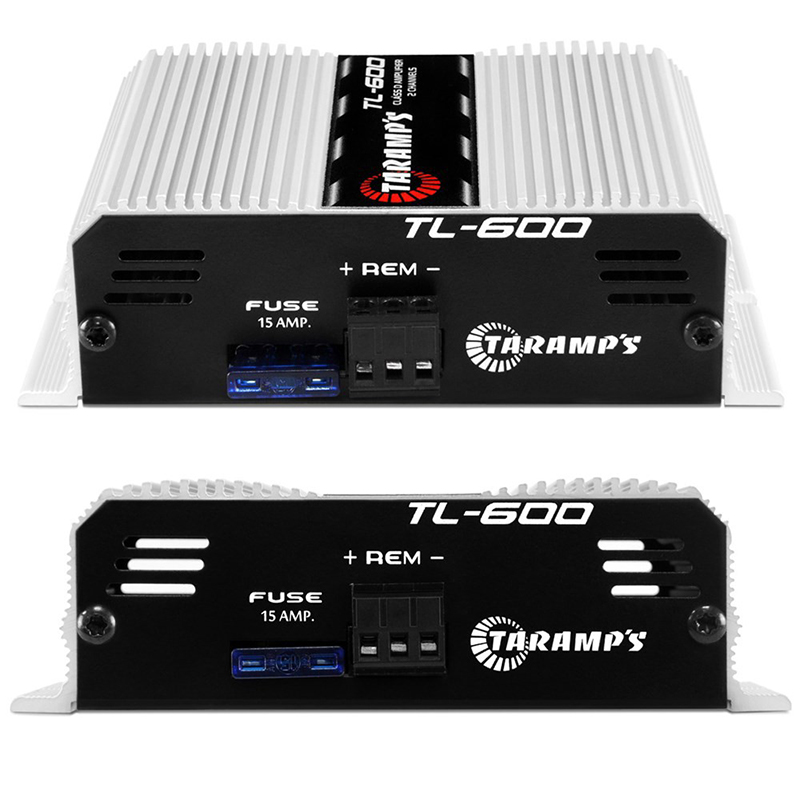 TL-600
CLASS D AMPLIFIER
2 CHANNELS
TARAMP'S
TL-600
+ REM −
FUSE
15 AMP.
TARAMP'S
TL-600
+ REM −
FUSE
15 AMP.
TARAMP'S